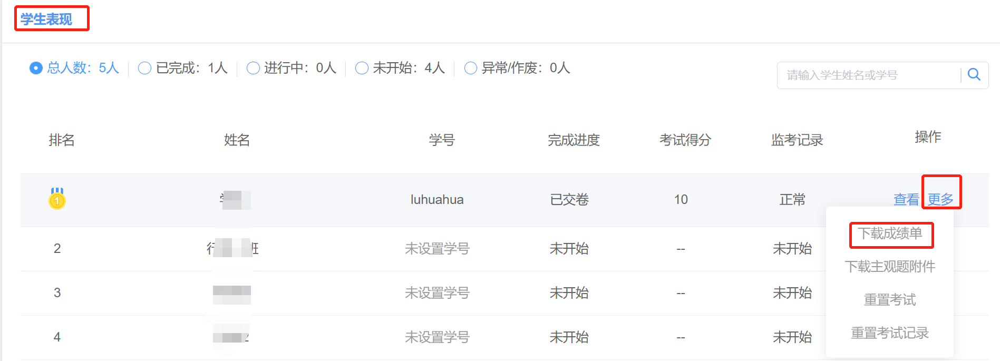 学生表现
总人数：5人 已完成：1人 进行中：0人 未开始：4人 异常/作废：0人
请输入学生姓名或学号
排名 姓名 学号 完成进度 考试得分 监考记录 操作
1 luhuahua 已交卷 10 正常 查看 更多
下载成绩单
2 未设置学号 未开始 -- 未开始
下载主观题附件
3 未设置学号 未开始 -- 未开始
重置考试
4 未设置学号 未开始 -- 未开始
重置考试记录